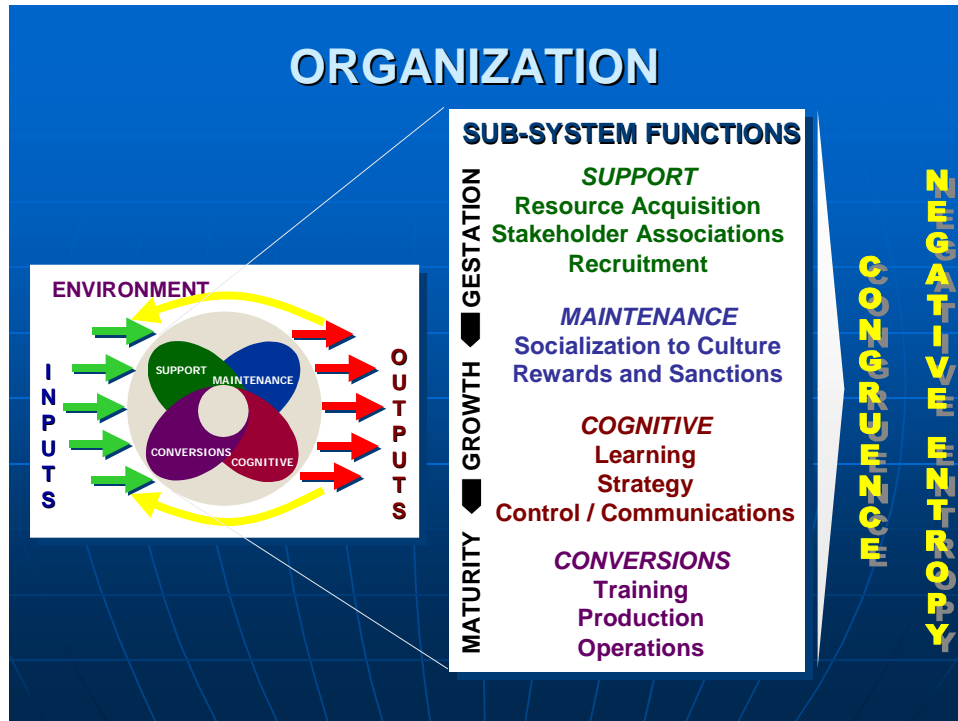 ORGANIZATION
ENVIRONMENT
INPUTS
SUPPORT
MAINTENANCE
CONVERSIONS
COGNITIVE
OUTPUTS
SUB-SYSTEM FUNCTIONS
GESTATION
GROWTH
MATURITY
SUPPORT
Resource Acquisition
Stakeholder Associations
Recruitment
MAINTENANCE
Socialization to Culture
Rewards and Sanctions
COGNITIVE
Learning
Strategy
Control / Communications
CONVERSIONS
Training
Production
Operations
CONGRUENCE
NEGATIVE ENTROPY